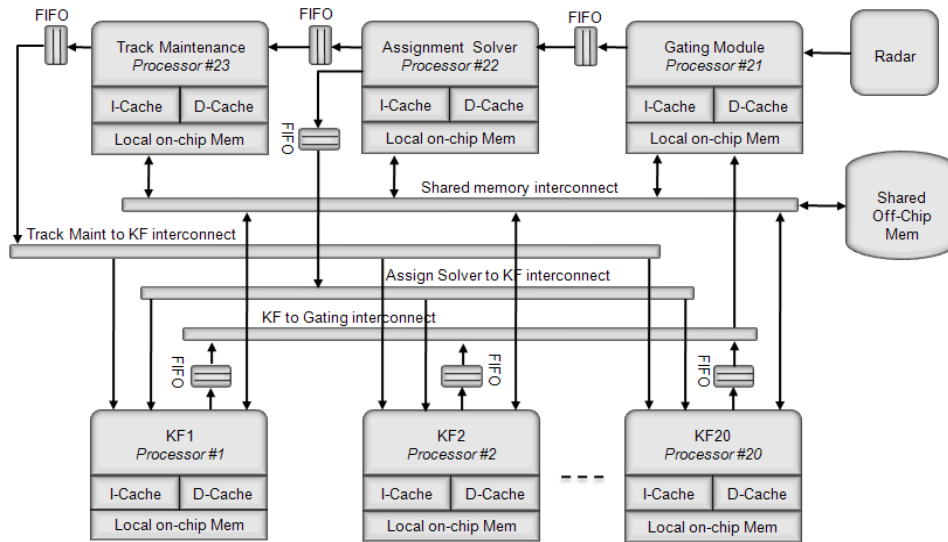 FIFO
FIFO
FIFO
Track Maintenance
Processor #23
I-Cache
D-Cache
Local on-chip Mem
Assignment Solver
Processor #22
I-Cache
D-Cache
Local on-chip Mem
Gating Module
Processor #21
I-Cache
D-Cache
Local on-chip Mem
Radar
FIFO
Shared memory interconnect
Shared
Off-Chip
Mem
Track Maint to KF interconnect
Assign Solver to KF interconnect
KF to Gating interconnect
FIFO
FIFO
FIFO
KF1
Processor #1
I-Cache
D-Cache
Local on-chip Mem
KF2
Processor #2
I-Cache
D-Cache
Local on-chip Mem
KF20
Processor #20
I-Cache
D-Cache
Local on-chip Mem